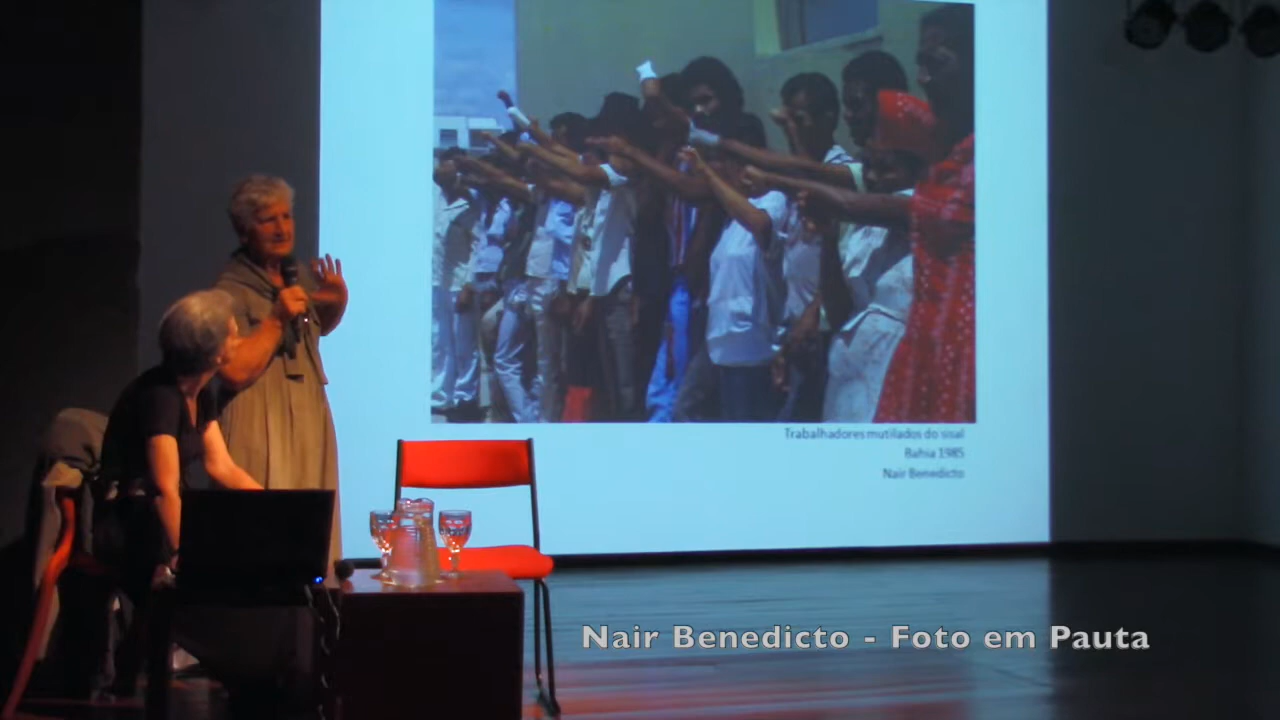 Trabalhadores mutilados do sisal
Bahia 1985
Nair Benedicto
Nair Benedicto - Foto em Pauta